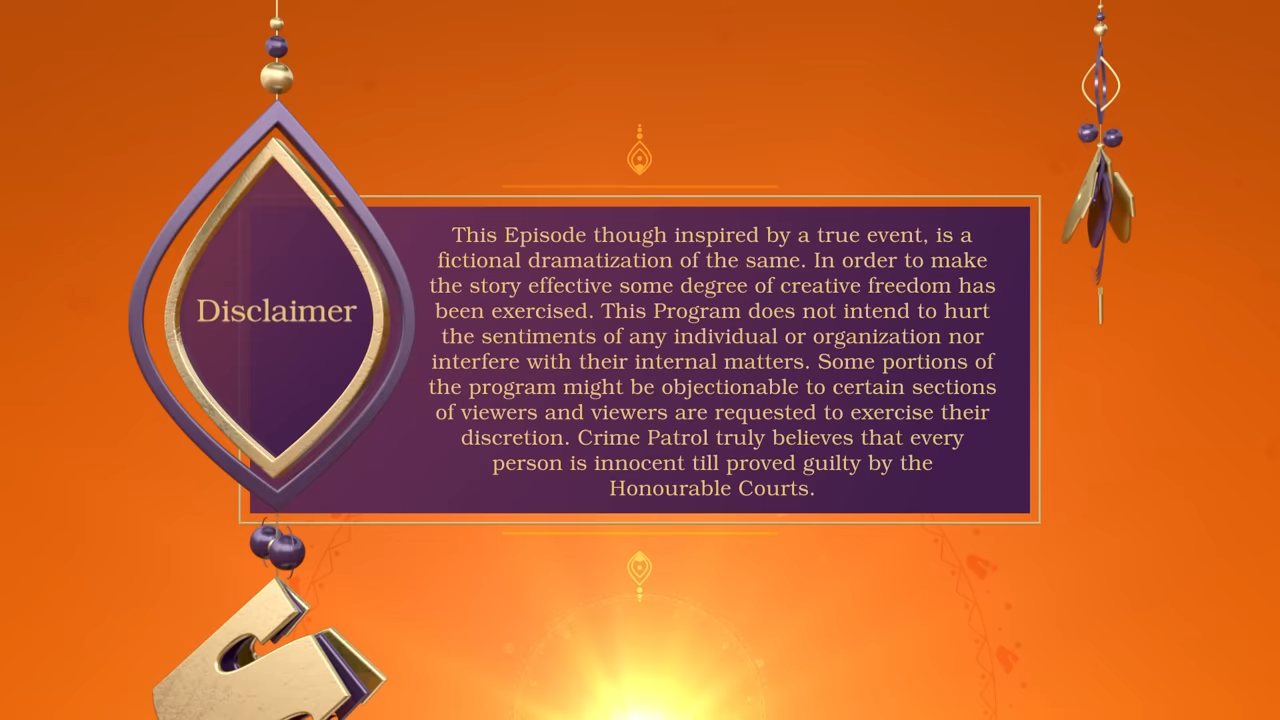 Disclaimer
This Episode though inspired by a true event, is a
fictional dramatization of the same. In order to make
the story effective some degree of creative freedom has
been exercised. This Program does not intend to hurt
the sentiments of any individual or organization nor
interfere with their internal matters. Some portions of
the program might be objectionable to certain sections
of viewers and viewers are requested to exercise their
discretion. Crime Patrol truly believes that every
person is innocent till proved guilty by the
Honourable Courts.